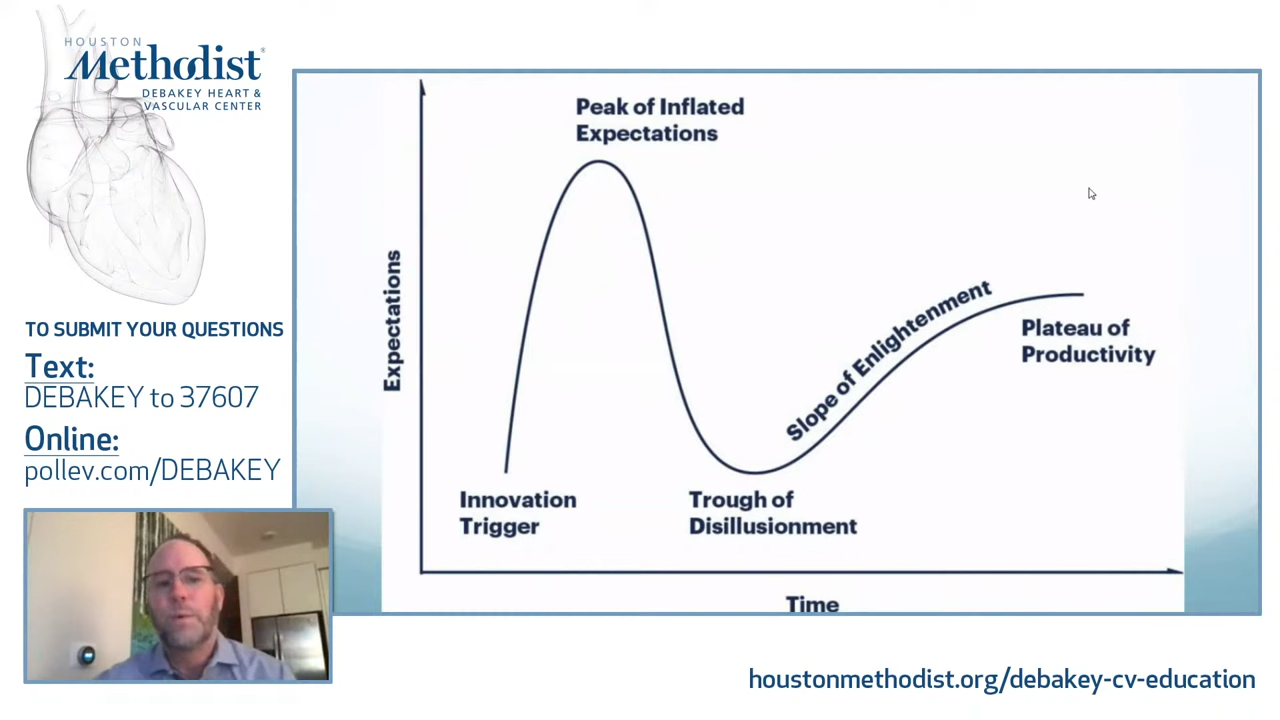 HOUSTON
Methodist®
DEBAKEY HEART &
VASCULAR CENTER
TO SUBMIT YOUR QUESTIONS
Text:
DEBAKEY to 37607
Online:
pollev.com/DEBAKEY
Peak of Inflated
Expectations
Expectations
Slope of Enlightenment
Plateau of
Productivity
Innovation
Trigger
Trough of
Disillusionment
Time
houstonmethodist.org/debakey-cv-education